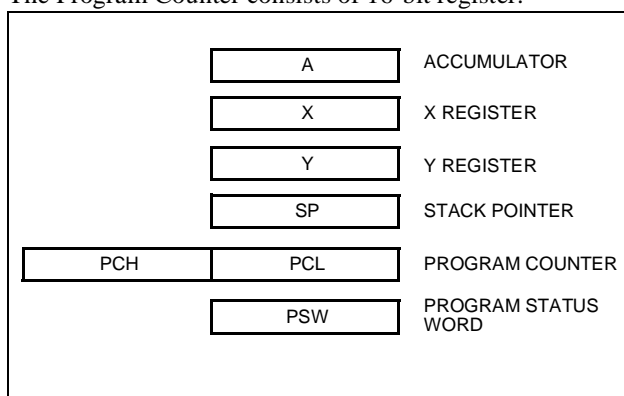 The Program Counter consists of 16-bit register.
A ACCUMULATOR
X X REGISTER
Y Y REGISTER
SP STACK POINTER
PCH PCL PROGRAM COUNTER
PSW PROGRAM STATUS
WORD